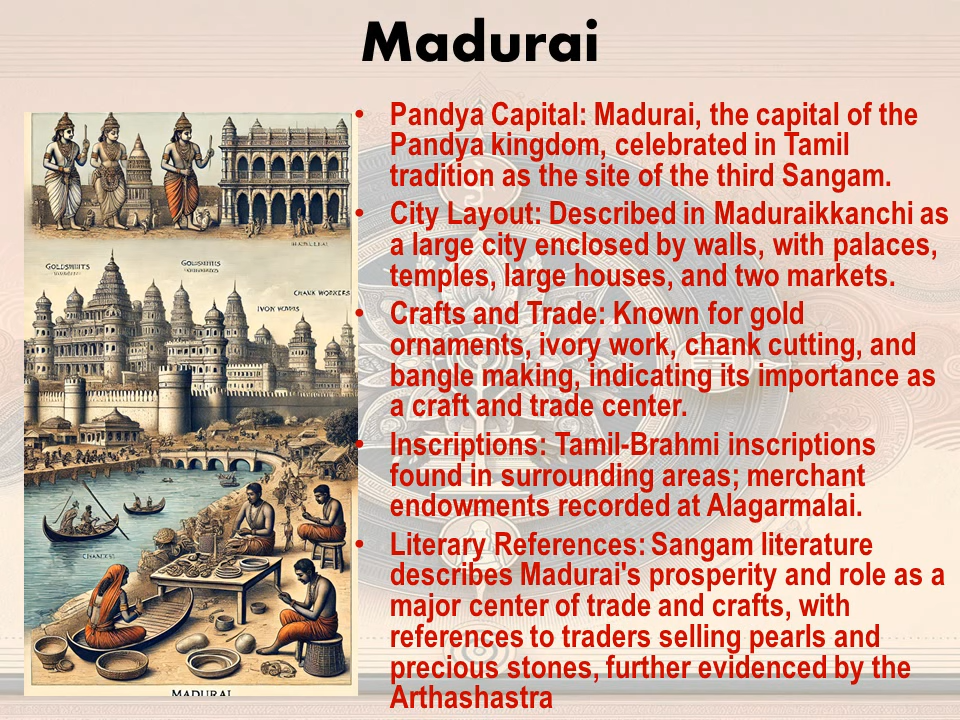 Madurai
• Pandya Capital: Madurai, the capital of the
Pandya kingdom, celebrated in Tamil
tradition as the site of the third Sangam.
• City Layout: Described in Maduraikkanchi as
a large city enclosed by walls, with palaces,
temples, large houses, and two markets.
• Crafts and Trade: Known for gold
ornaments, ivory work, chank cutting, and
bangle making, indicating its importance as
a craft and trade center.
• Inscriptions: Tamil-Brahmi inscriptions
found in surrounding areas; merchant
endowments recorded at Alagarmalai.
• Literary References: Sangam literature
describes Madurai's prosperity and role as a
major center of trade and crafts, with
references to traders selling pearls and
precious stones, further evidenced by the
Arthashastra
CHANK WORKERS
MADURAI